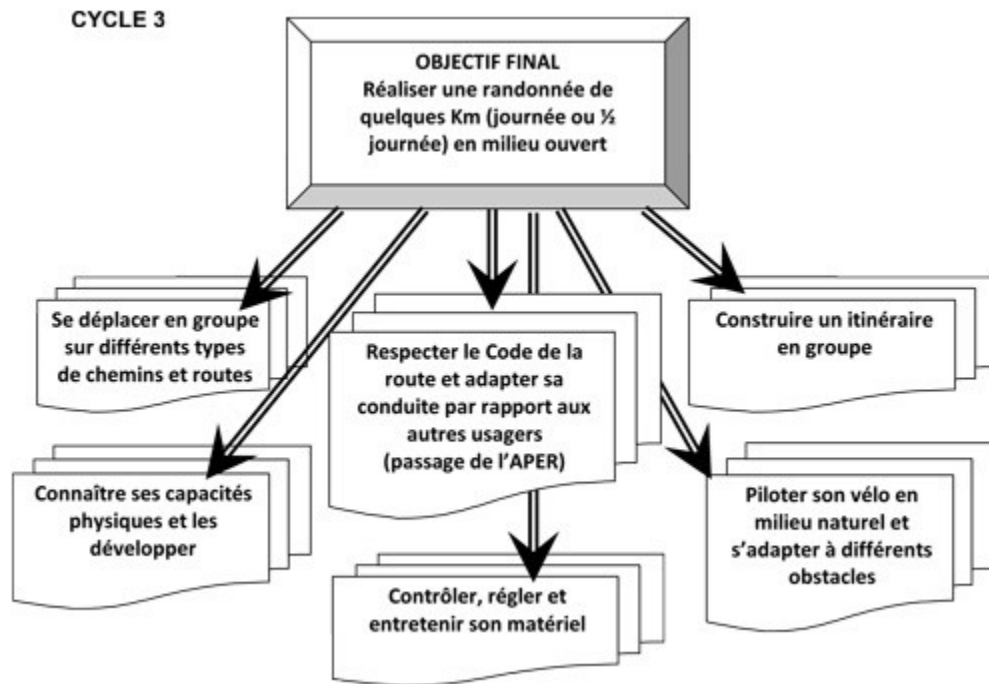 CYCLE 3
OBJECTIF FINAL
Réaliser une randonnée de
quelques Km (journée ou ½
journée) en milieu ouvert
Se déplacer en groupe
sur différents types
de chemins et routes
Respecter le Code de la
route et adapter sa
conduite par rapport aux
autres usagers
(passage de l'APER)
Construire un itinéraire
en groupe
Connaître ses capacités
physiques et les
développer
Piloter son vélo en
milieu naturel et
s'adapter à différents
obstacles
Contrôler, régler et
entretenir son matériel